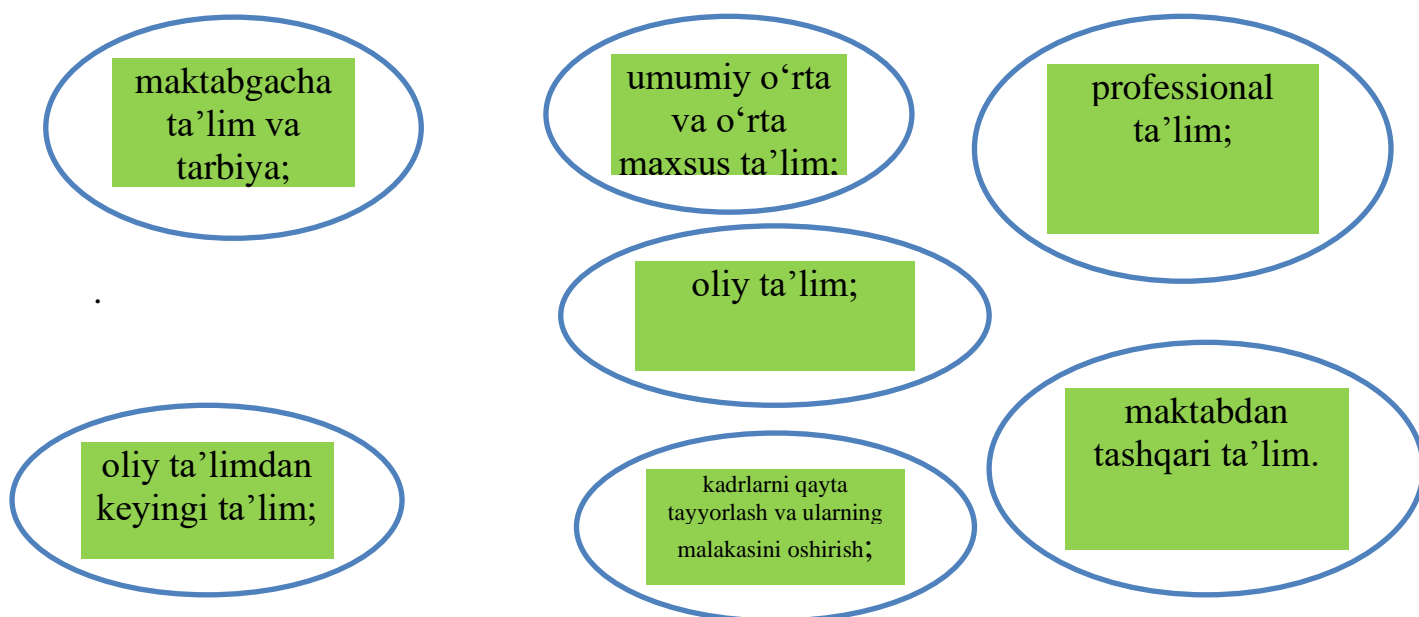 maktabgacha
ta’lim va
tarbiya;
umumiy o‘rta
va o‘rta
maxsus ta’lim;
professional
ta’lim;
oliy ta’lim;
.
oliy ta’limdan
keyingi ta’lim;
kadrlarni qayta
tayyorlash va ularning
malakasini oshirish;
maktabdan
tashqari ta’lim.